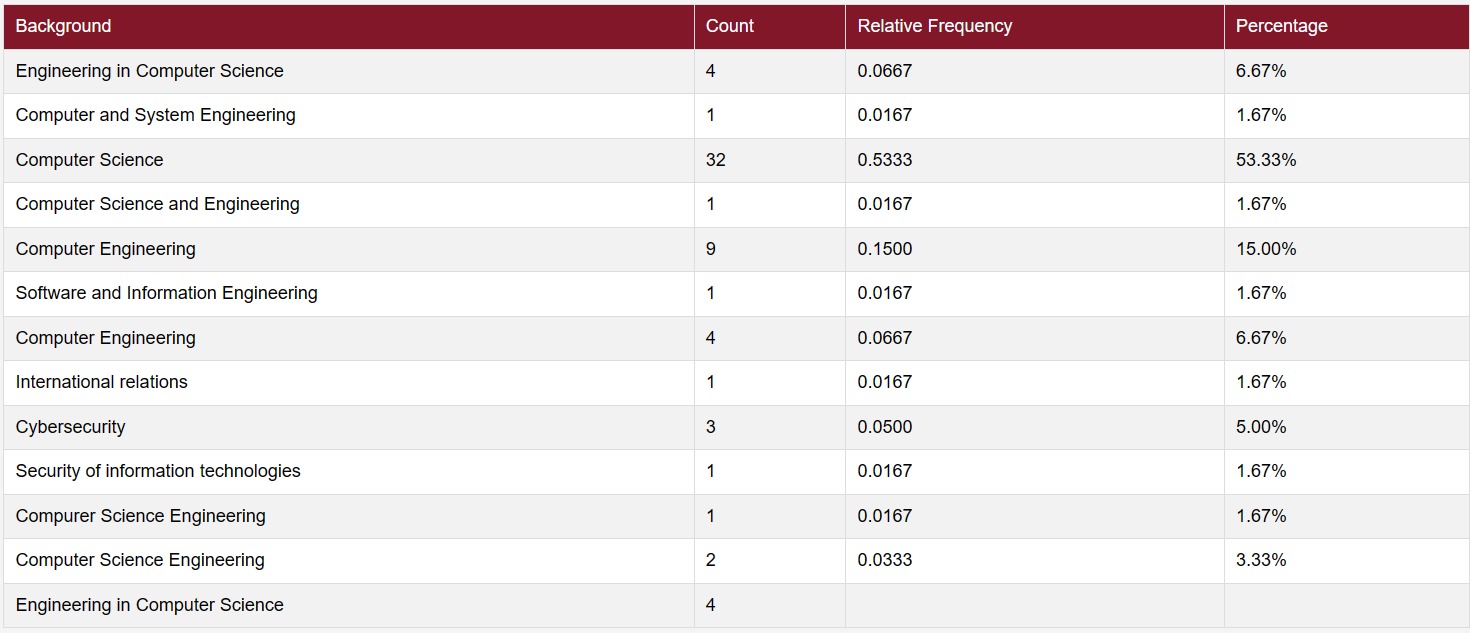 Background Count Relative Frequency Percentage
Engineering in Computer Science 4 0.0667 6.67%
Computer and System Engineering 1 0.0167 1.67%
Computer Science 32 0.5333 53.33%
Computer Science and Engineering 1 0.0167 1.67%
Computer Engineering 9 0.1500 15.00%
Software and Information Engineering 1 0.0167 1.67%
Computer Engineering 4 0.0667 6.67%
International relations 1 0.0167 1.67%
Cybersecurity 3 0.0500 5.00%
Security of information technologies 1 0.0167 1.67%
Compurer Science Engineering 1 0.0167 1.67%
Computer Science Engineering 2 0.0333 3.33%
Engineering in Computer Science 4